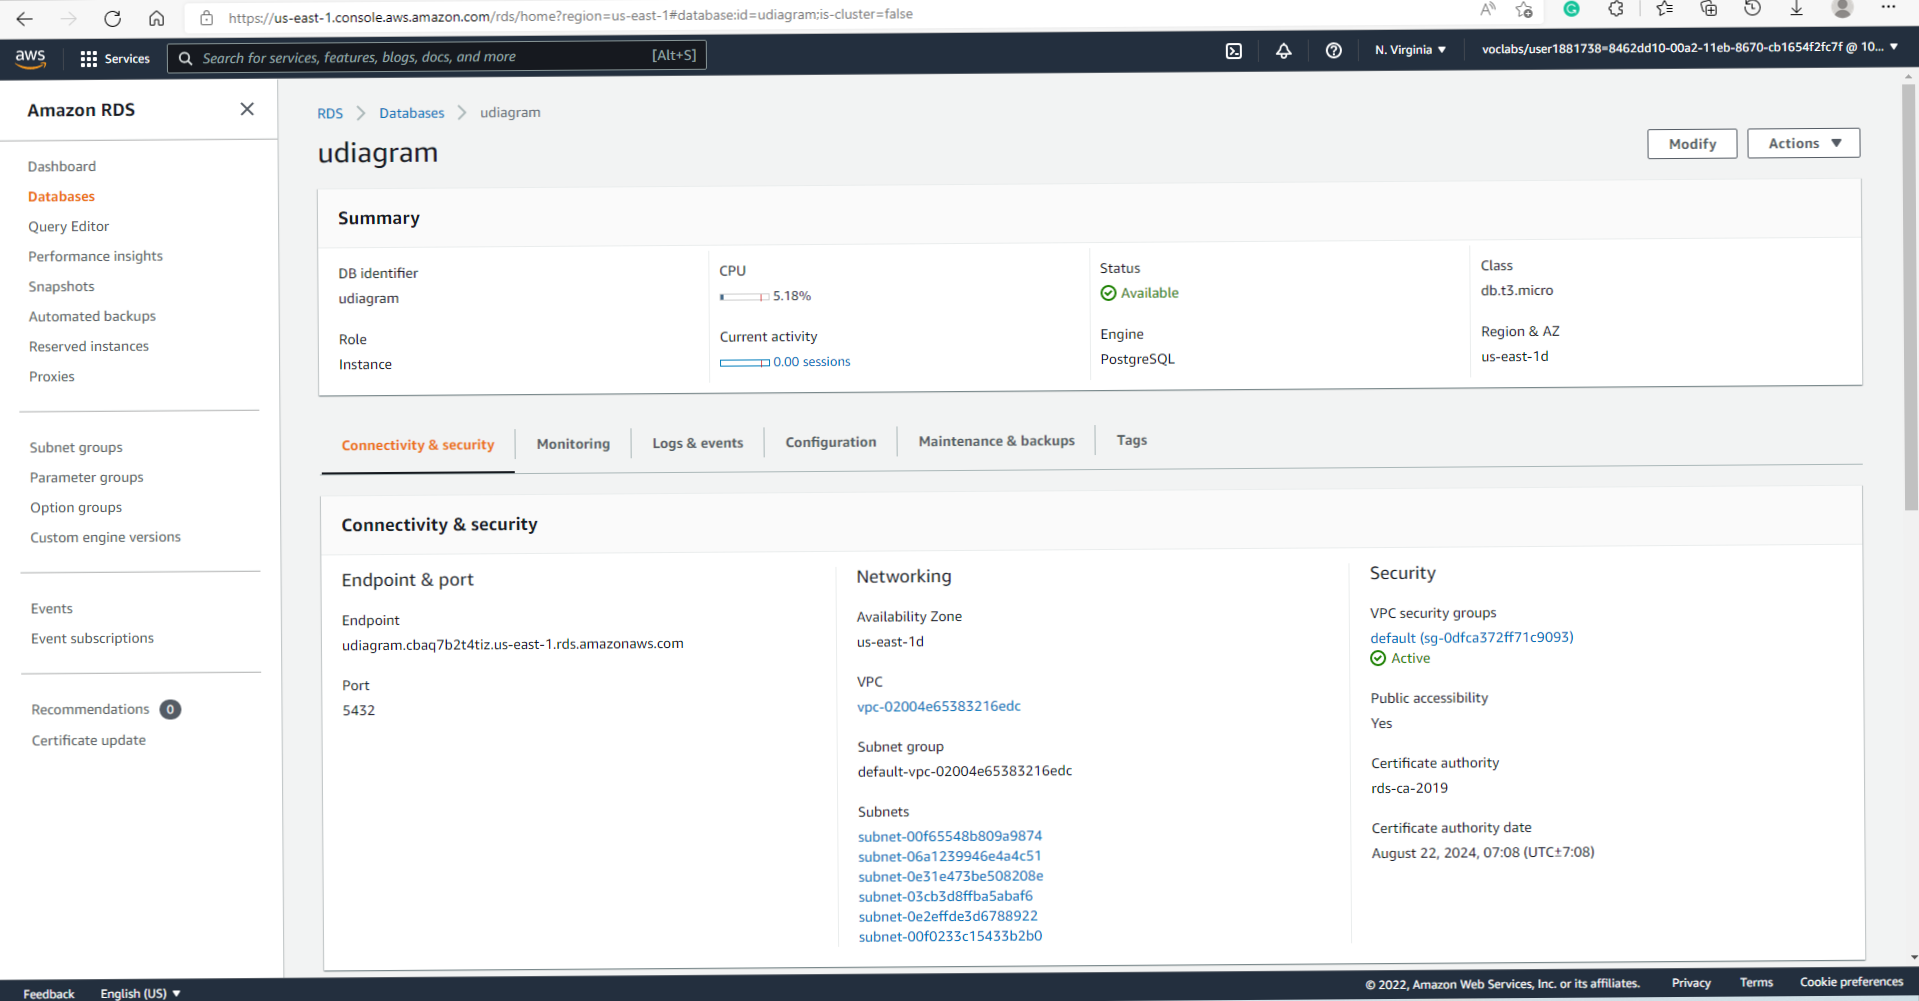 https://us-east-1.console.aws.amazon.com/rds/home?region=us-east-1#database:id=udiagram;is-cluster=false
aws
Services
Search for services, features, blogs, docs, and more
[Alt+S]
N. Virginia
voclabs/user1881738=8462dd10-00a2-11eb-8670-cb1654f2fc7f @ 10...
Amazon RDS
Dashboard
Databases
Query Editor
Performance insights
Snapshots
Automated backups
Reserved instances
Proxies
Subnet groups
Parameter groups
Option groups
Custom engine versions
Events
Event subscriptions
Recommendations 0
Certificate update
RDS > Databases > udiagram
udiagram
Modify
Actions
Summary
DB identifier
udiagram
Role
Instance
CPU
5.18%
Current activity
0.00 sessions
Status
Available
Engine
PostgreSQL
Class
db.t3.micro
Region & AZ
us-east-1d
Connectivity & security
Monitoring
Logs & events
Configuration
Maintenance & backups
Tags
Connectivity & security
Endpoint & port
Endpoint
udiagram.cbaq7b2t4tiz.us-east-1.rds.amazonaws.com
Port
5432
Networking
Availability Zone
us-east-1d
VPC
vpc-02004e65383216edc
Subnet group
default-vpc-02004e65383216edc
Subnets
subnet-00f65548b809a9874
subnet-06a1239946e4a4c51
subnet-0e31e473be508208e
subnet-03cb3d8ffba5abaf6
subnet-0e2effde3d6788922
subnet-00f0233c15433b2b0
Security
VPC security groups
default (sg-0dfca372ff71c9093)
Active
Public accessibility
Yes
Certificate authority
rds-ca-2019
Certificate authority date
August 22, 2024, 07:08 (UTC±7:08)
Feedback
English (US)
© 2022, Amazon Web Services, Inc. or its affiliates.
Privacy
Terms
Cookie preferences